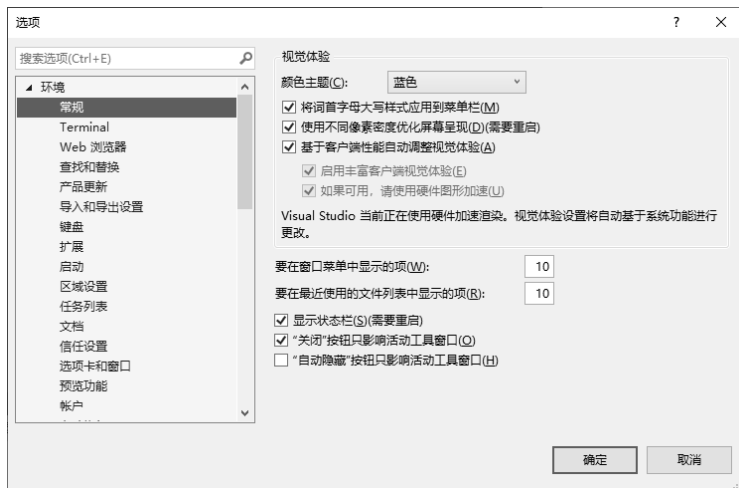 选项
搜索选项(Ctrl+E)
环境
常规
Terminal
Web 浏览器
查找和替换
产品更新
导入和导出设置
键盘
扩展
启动
区域设置
任务列表
文档
信任设置
选项卡和窗口
预览功能
帐户
视觉体验
颜色主题(C):
蓝色
将词首字母大写样式应用到菜单栏(M)
使用不同像素密度优化屏幕呈现(D)(需要重启)
基于客户端性能自动调整视觉体验(A)
启用丰富客户端视觉体验(E)
如果可用，请使用硬件图形加速(U)
Visual Studio 当前正在使用硬件加速渲染。视觉体验设置将自动基于系统功能进行
更改。
要在窗口菜单中显示的项(W): 10
要在最近使用的文件列表中显示的项(R): 10
显示状态栏(S)(需要重启)
“关闭”按钮只影响活动工具窗口(O)
“自动隐藏”按钮只影响活动工具窗口(H)
确定
取消